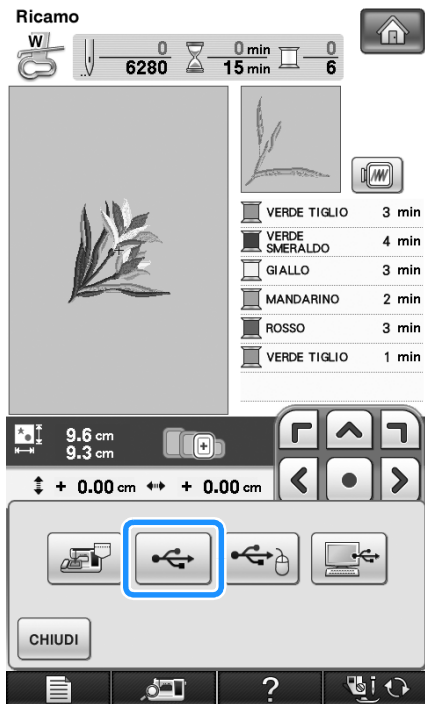 Ricamo
W
0 0 min 0
6280 15 min 6
VERDE TIGLIO 3 min
VERDE
SMERALDO 4 min
GIALLO 3 min
MANDARINO 2 min
ROSSO 3 min
VERDE TIGLIO 1 min
9.6 cm
9.3 cm
+ 0.00 cm + 0.00 cm
CHIUDI
?